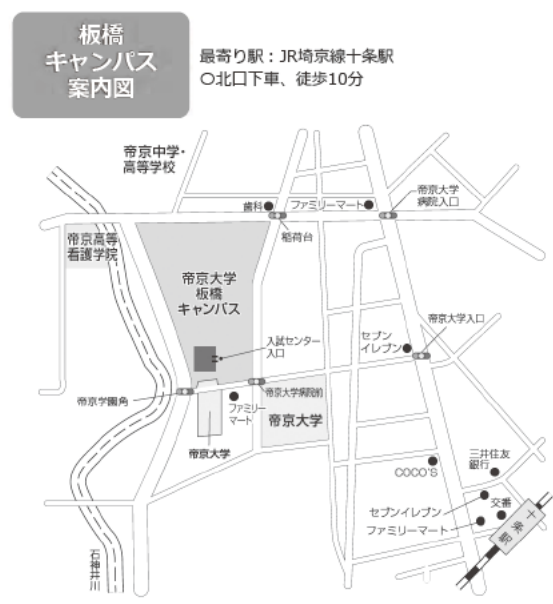 板橋
キャンパス
案内図
最寄り駅：JR埼京線十条駅
○北口下車、徒歩10分
帝京中学・
高等学校
歯科
ファミリーマート
帝京大学
病院入口
稲荷台
帝京高等
看護学院
帝京大学
板橋
キャンパス
入試センター
入口
セブン
イレブン
帝京大学入口
帝京学園角
ファミリー
マート
帝京大学病院前
帝京大学
帝京大学
COCO'S
三井住友
銀行
セブンイレブン
交番
ファミリーマート
十条駅
石神井川